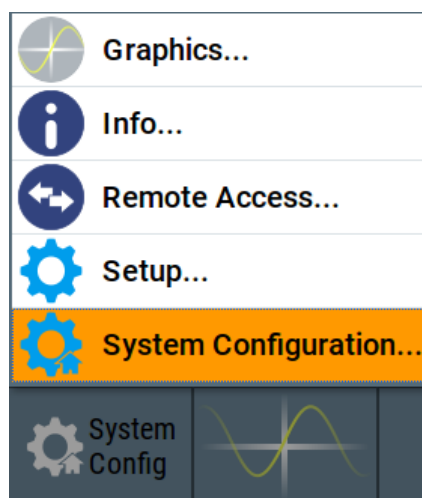 Graphics...
Info...
Remote Access...
Setup...
System Configuration...
System
Config